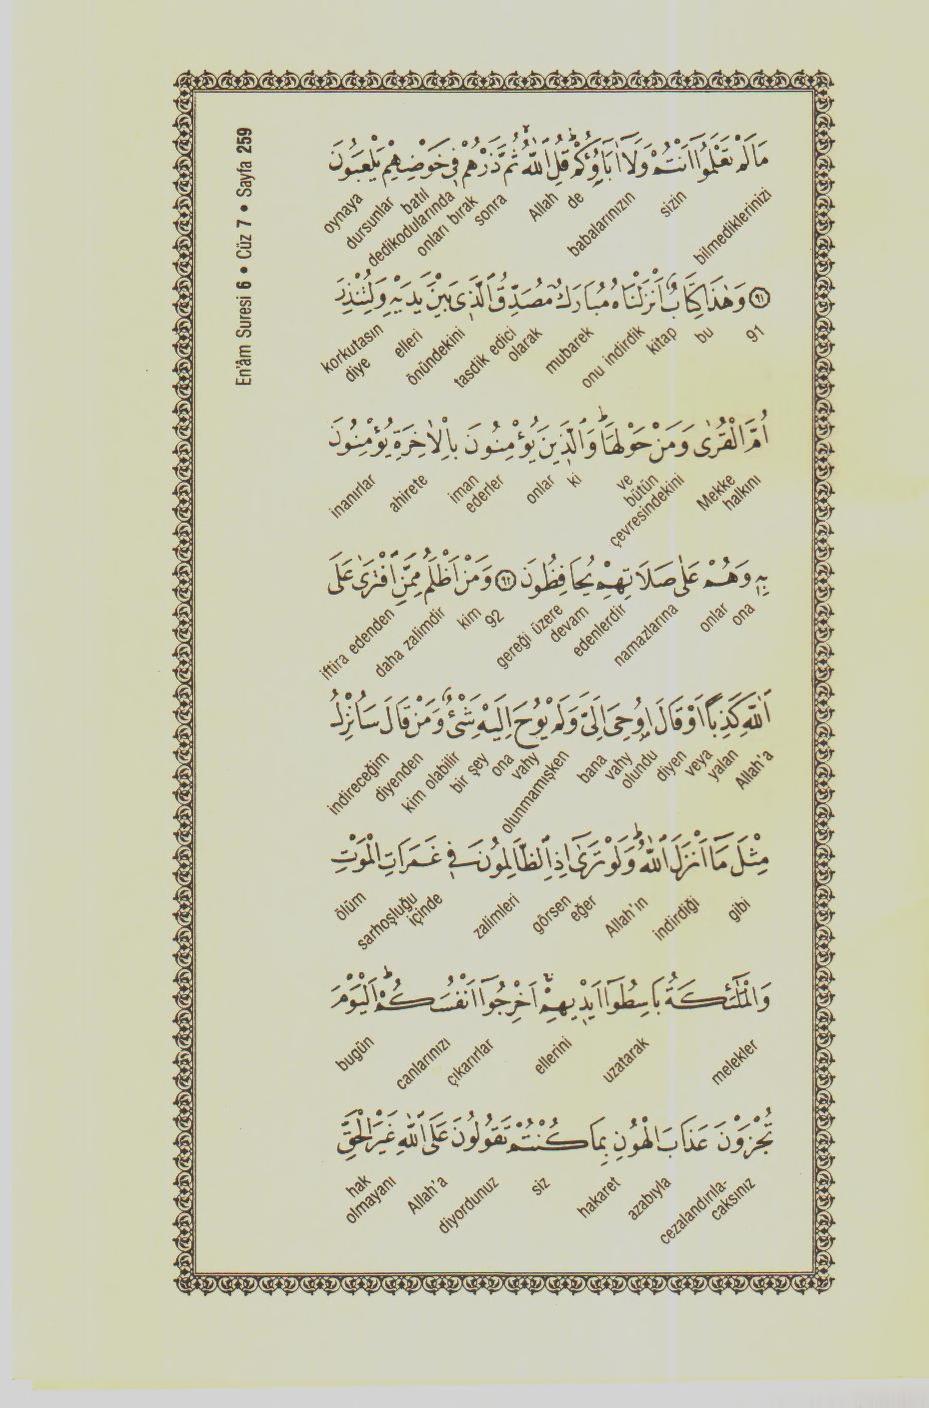 En'âm Suresi 6 • Cüz 7 • Sayfa 259
مَالَمْ تَعْلَمُٓوا اَنْتُمْ وَلَٓا اٰبَٓاؤُ۬كُمْۜ قُلِ اللّٰهُۙ ثُمَّ ذَرْهُمْ ف۪ي خَوْضِهِمْ يَلْعَبُونَ
bilmediklerinizi sizin babalarınızın de Allah sonra onları bırak batıl dedikodularında oynaya dursunlar
﴿٩١﴾ وَهٰذَا كِتَابٌ اَنْزَلْنَاهُ مُبَارَكٌ مُصَدِّقُ الَّذ۪ي بَيْنَ يَدَيْهِ وَلِتُنْذِرَ
91 bu kitap onu indirdik mubarek tasdik edici olarak önündekini elleri korkutasın diye
اُمَّ الْقُرٰى وَمَنْ حَوْلَهَاۜ وَالَّذ۪ينَ يُؤْمِنُونَ بِالْاٰخِرَةِ يُؤْمِنُونَ
Mekke halkını ve bütün çevresindekini ki onlar iman ederler ahirete inanırlar
بِه۪ وَهُمْ عَلٰى صَلَاتِهِمْ يُحَافِظُونَ ﴿٩٢﴾ وَمَنْ اَظْلَمُ مِمَّنِ افْتَرٰى عَلَى
ona onlar namazlarına gereği üzere devam edenlerdir 92 kim daha zalimdir iftira edenden
اللّٰهِ كَذِبًا اَوْ قَالَ اُو۫حِيَ اِلَيَّ وَلَمْ يُوحَ اِلَيْهِ شَيْءٌ وَمَنْ قَالَ سَاُنْزِلُ
Allah'a yalan veya diyen vahy olundu bana olunmamışken vahy ona bir şey kim olabilir diyenden indireceğim
مِثْلَ مَٓا اَنْزَلَ اللّٰهُۜ وَلَوْ تَرٰٓى اِذِ الظَّالِمُونَ ف۪ي غَمَرَاتِ الْمَوْتِ
gibi indirdiği Allah'ın eğer görsen zalimleri sarhoşluğu içinde ölüm
وَالْمَلٰٓئِكَةُ بَاسِطُٓوا اَيْد۪يهِمْۚ اَخْرِجُٓوا اَنْفُسَكُمْۜ اَلْيَوْمَ
melekler uzatarak ellerini çıkarırlar canlarınızı bugün
تُجْزَوْنَ عَذَابَ الْهُونِ بِمَا كُنْتُمْ تَقُولُونَ عَلَى اللّٰهِ غَيْرَ الْحَقِّ
cezalandırıla-caksınız azabıyla hakaret siz diyordunuz Allah'a hak olmayanı